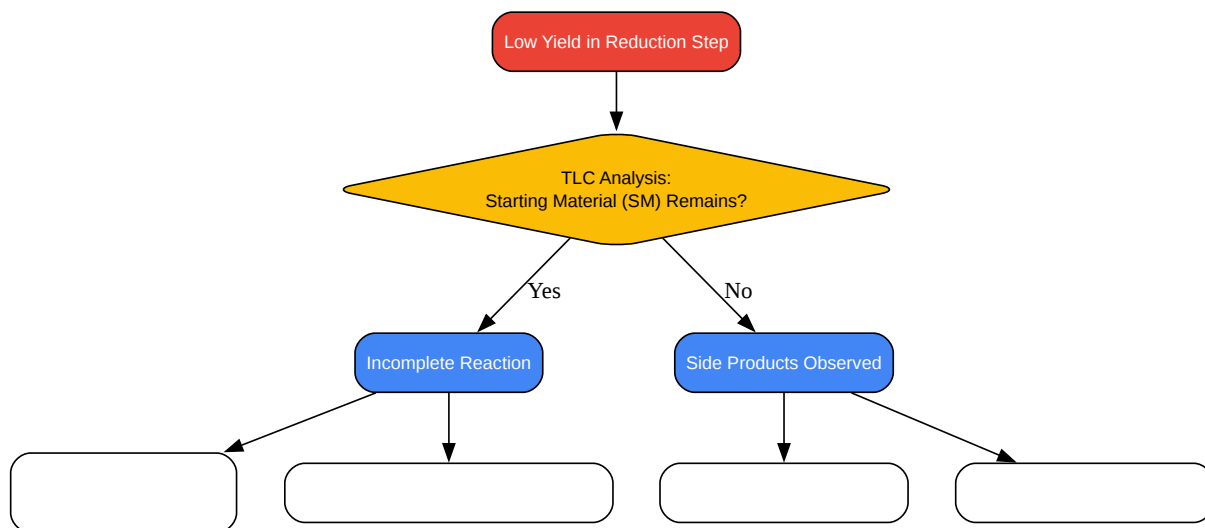 Low Yield in Reduction Step
TLC Analysis:
Starting Material (SM) Remains?
Yes
No
Incomplete Reaction
Side Products Observed